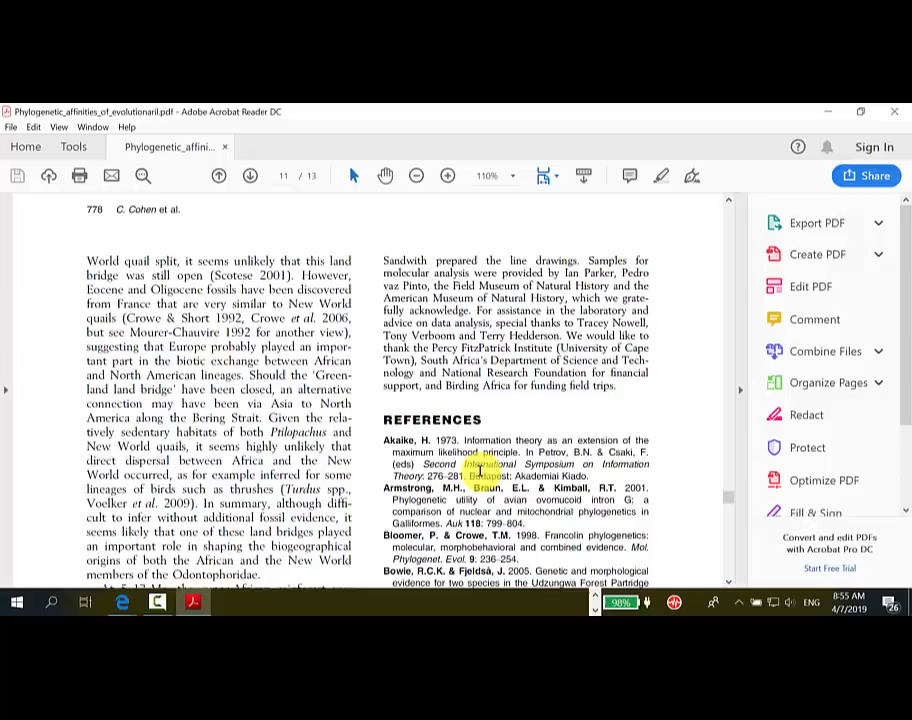 Phylogenetic_affinities_of_evolutionaril.pdf - Adobe Acrobat Reader DC
File Edit View Window Help
Home Tools Phylogenetic_affini... × Sign In
11 / 13 110% Share
778 C. Cohen et al.
World quail split, it seems unlikely that this land
bridge was still open (Scotese 2001). However,
Eocene and Oligocene fossils have been discovered
from France that are very similar to New World
quails (Crowe & Short 1992, Crowe et al. 2006,
but see Mourer-Chauvire 1992 for another view),
suggesting that Europe probably played an impor-
tant part in the biotic exchange between African
and North American lineages. Should the ‘Green-
land land bridge’ have been closed, an alternative
connection may have been via Asia to North
America along the Bering Strait. Given the rela-
tively sedentary habitats of both Ptilopachus and
New World quails, it seems highly unlikely that
direct dispersal between Africa and the New
World occurred, as for example inferred for some
lineages of birds such as thrushes (Turdus spp.,
Voelker et al. 2009). In summary, although diffi-
cult to infer without additional fossil evidence, it
seems likely that one of these land bridges played
an important role in shaping the biogeographical
origins of both the African and the New World
members of the Odontophoridae.
Sandwith prepared the line drawings. Samples for
molecular analysis were provided by Ian Parker, Pedro
vaz Pinto, the Field Museum of Natural History and the
American Museum of Natural History, which we grate-
fully acknowledge. For assistance in the laboratory and
advice on data analysis, special thanks to Tracey Nowell,
Tony Verboom and Terry Hedderson. We would like to
thank the Percy FitzPatrick Institute (University of Cape
Town), South Africa's Department of Science and Tech-
nology and National Research Foundation for financial
support, and Birding Africa for funding field trips.
REFERENCES
Akaike, H. 1973. Information theory as an extension of the
maximum likelihood principle. In Petrov, B.N. & Csaki, F.
(eds) Second International Symposium on Information
Theory: 276–281. Budapest: Akademiai Kiado.
Armstrong, M.H., Braun, E.L. & Kimball, R.T. 2001.
Phylogenetic utility of avian ovomucoid intron G: a
comparison of nuclear and mitochondrial phylogenetics in
Galliformes. Auk 118: 799–804.
Bloomer, P. & Crowe, T.M. 1998. Francolin phylogenetics:
molecular, morphobehavioral and combined evidence. Mol.
Phylogenet. Evol. 9: 236–254.
Bowie, R.C.K. & Fjeldså, J. 2005. Genetic and morphological
evidence for two species in the Udzungwa Forest Partridge
Export PDF
Create PDF
Edit PDF
Comment
Combine Files
Organize Pages
Redact
Protect
Optimize PDF
Fill & Sign
Convert and edit PDFs
with Acrobat Pro DC
Start Free Trial
98% ENG 8:55 AM
4/7/2019
26